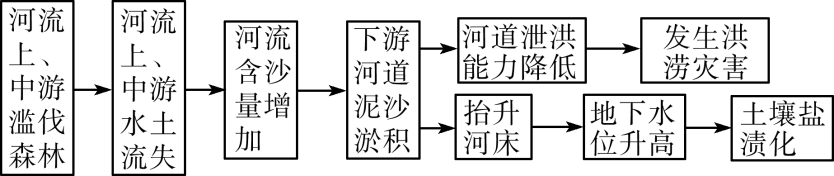 河流
上、
中游
滥伐
森林
河流
上、
中游
水土
流失
河流
含沙
量增
加
下游
河道
泥沙
淤积
河道泄洪
能力降低
发生洪
涝灾害
抬升
河床
地下水
位升高
土壤盐
渍化